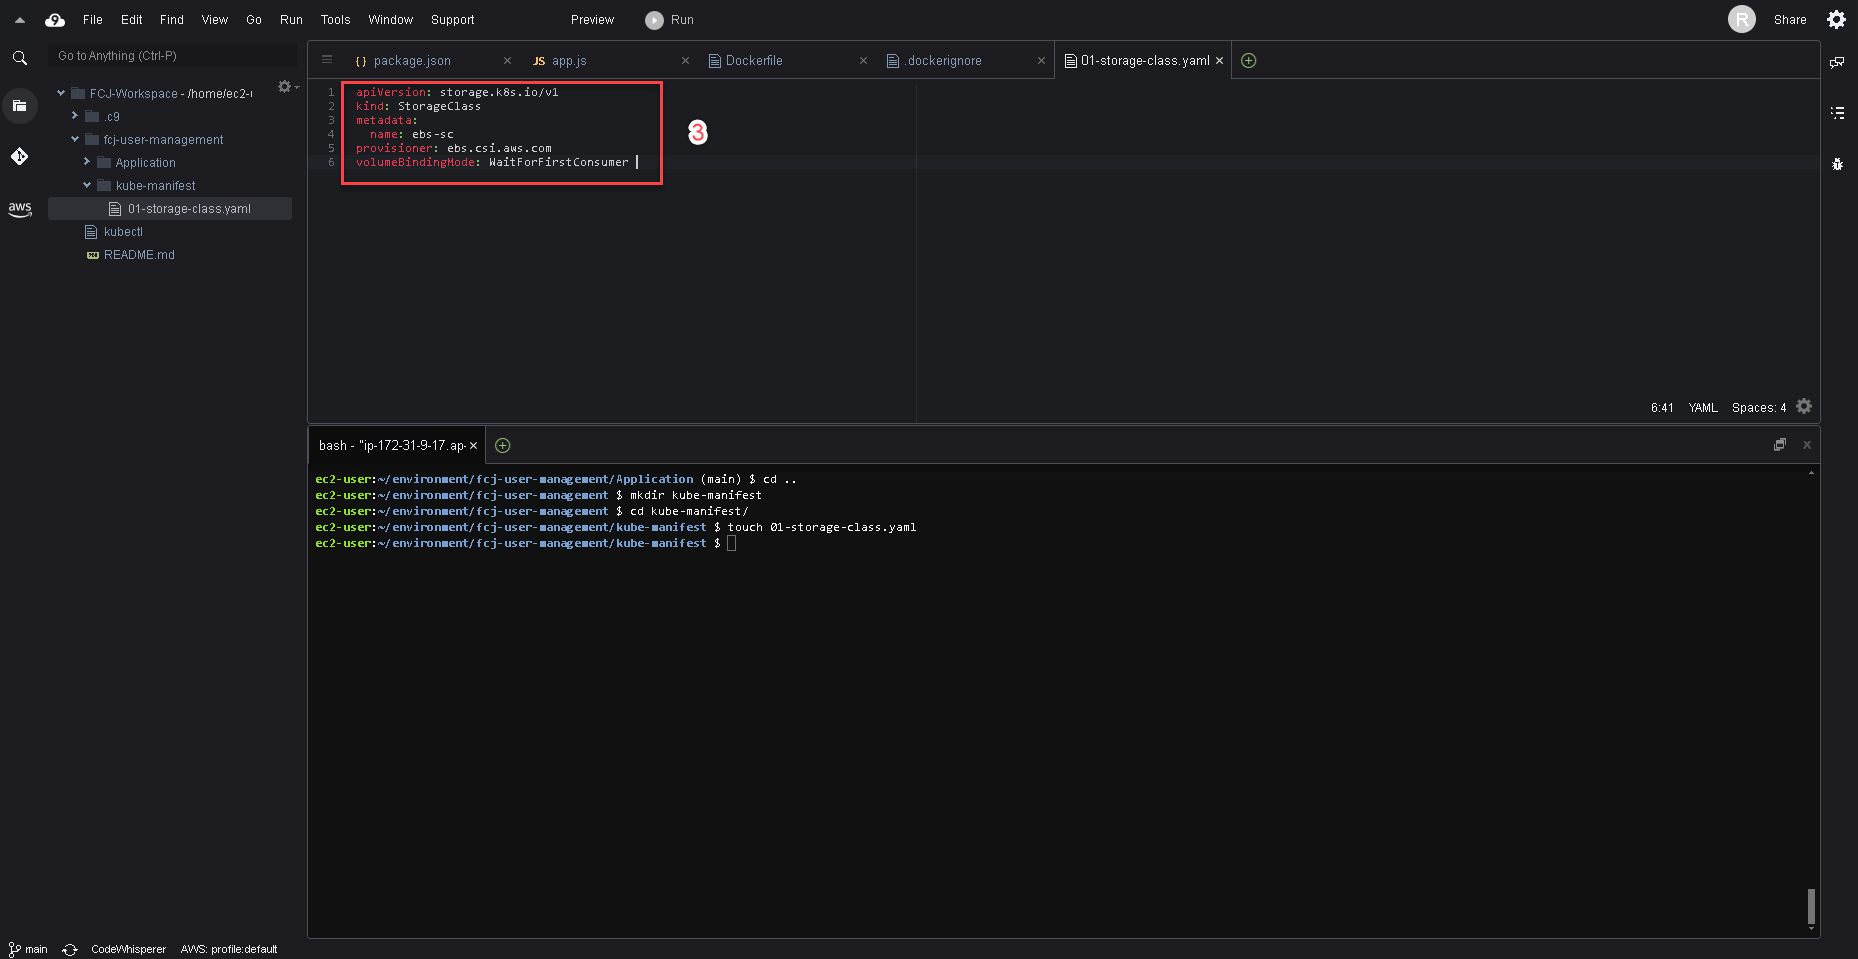 File Edit Find View Go Run Tools Window Support Preview Run R Share
Go to Anything (Ctrl-P)
FCJ-Workspace - /home/ec2-
.c9
fcj-user-management
Application
kube-manifest
01-storage-class.yaml
kubectl
README.md
aws
{} package.json
JS app.js
Dockerfile
.dockerignore
01-storage-class.yaml
1 apiVersion: storage.k8s.io/v1
2 kind: StorageClass
3 metadata:
4 name: ebs-sc
5 provisioner: ebs.csi.aws.com
6 volumeBindingMode: WaitForFirstConsumer
3
6:41 YAML Spaces: 4
bash - "ip-172-31-9-17.ap-
ec2-user:~/environment/fcj-user-management/Application (main) $ cd ..
ec2-user:~/environment/fcj-user-management $ mkdir kube-manifest
ec2-user:~/environment/fcj-user-management $ cd kube-manifest/
ec2-user:~/environment/fcj-user-management/kube-manifest $ touch 01-storage-class.yaml
ec2-user:~/environment/fcj-user-management/kube-manifest $
main CodeWhisperer AWS: profile:default